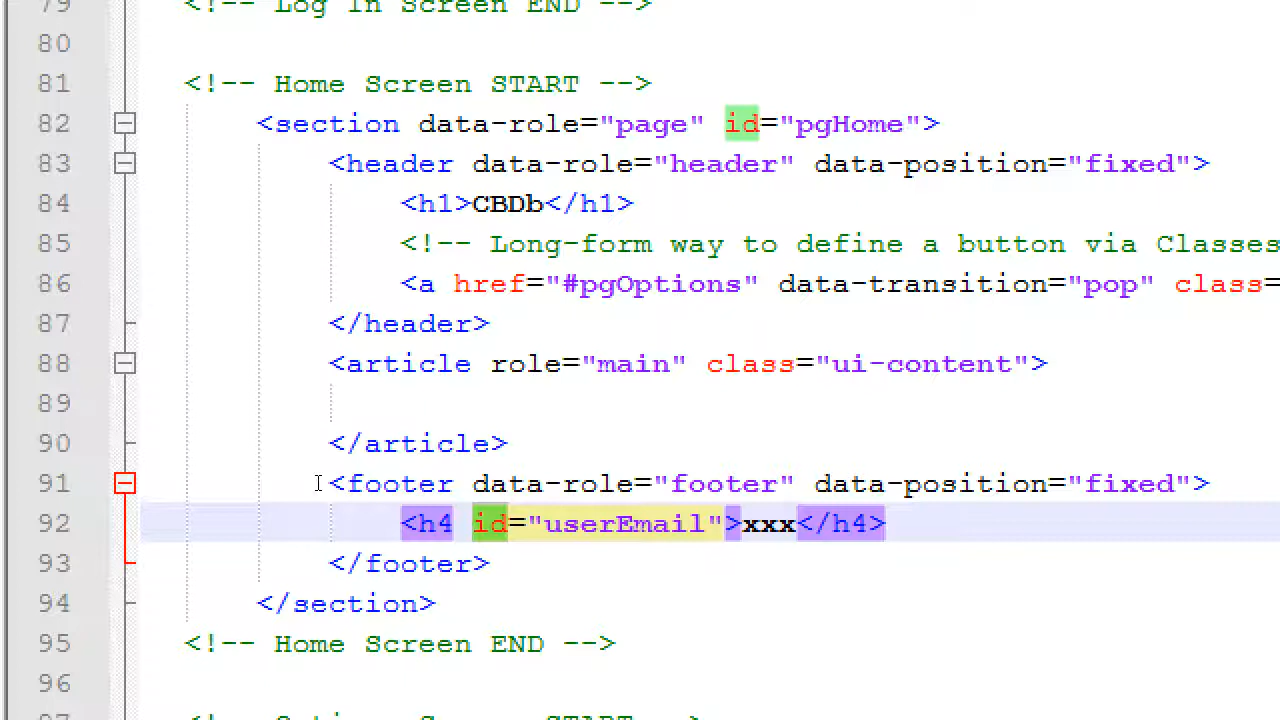 79 <!-- Log In Screen END -->
80
81 <!-- Home Screen START -->
82 <section data-role="page" id="pgHome">
83 <header data-role="header" data-position="fixed">
84 <h1>CBDb</h1>
85 <!-- Long-form way to define a button via Classes
86 <a href="#pgOptions" data-transition="pop" class=
87 </header>
88 <article role="main" class="ui-content">
89
90 </article>
91 <footer data-role="footer" data-position="fixed">
92 <h4 id="userEmail">xxx</h4>
93 </footer>
94 </section>
95 <!-- Home Screen END -->
96
97 <!-- Options Screen START -->